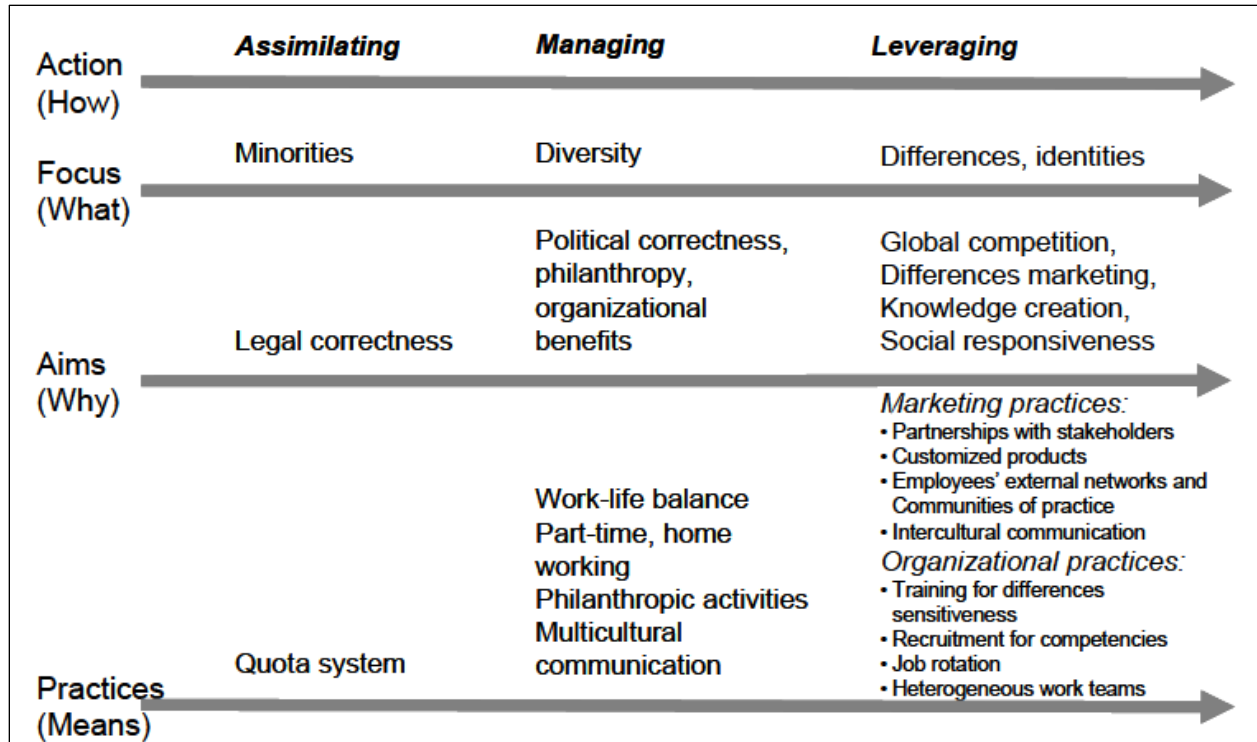 Assimilating
Managing
Leveraging
Action
(How)
Minorities
Diversity
Differences, identities
Focus
(What)
Political correctness,
philanthropy,
organizational
benefits
Global competition,
Differences marketing,
Knowledge creation,
Social responsiveness
Legal correctness
Aims
(Why)
Marketing practices:
• Partnerships with stakeholders
• Customized products
• Employees' external networks and
Communities of practice
• Intercultural communication
Organizational practices:
• Training for differences
sensitiveness
• Recruitment for competencies
• Job rotation
• Heterogeneous work teams
Work-life balance
Part-time, home
working
Philanthropic activities
Multicultural
communication
Quota system
Practices
(Means)